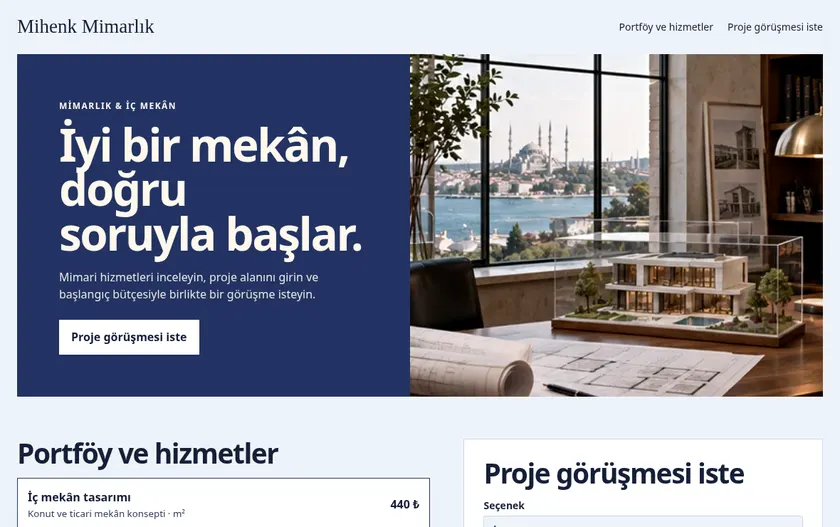 Mihenk Mimarlık
Portföy ve hizmetler
Proje görüşmesi iste
MİMARLIK & İÇ MEKÂN
İyi bir mekân,
doğru
soruyla başlar.
Mimari hizmetleri inceleyin, proje alanını girin ve
başlangıç bütçesiyle birlikte bir görüşme isteyin.
Proje görüşmesi iste
Portföy ve hizmetler
İç mekân tasarımı
Konut ve ticari mekân konsepti · m²
440 ₺
Proje görüşmesi iste
Seçenek